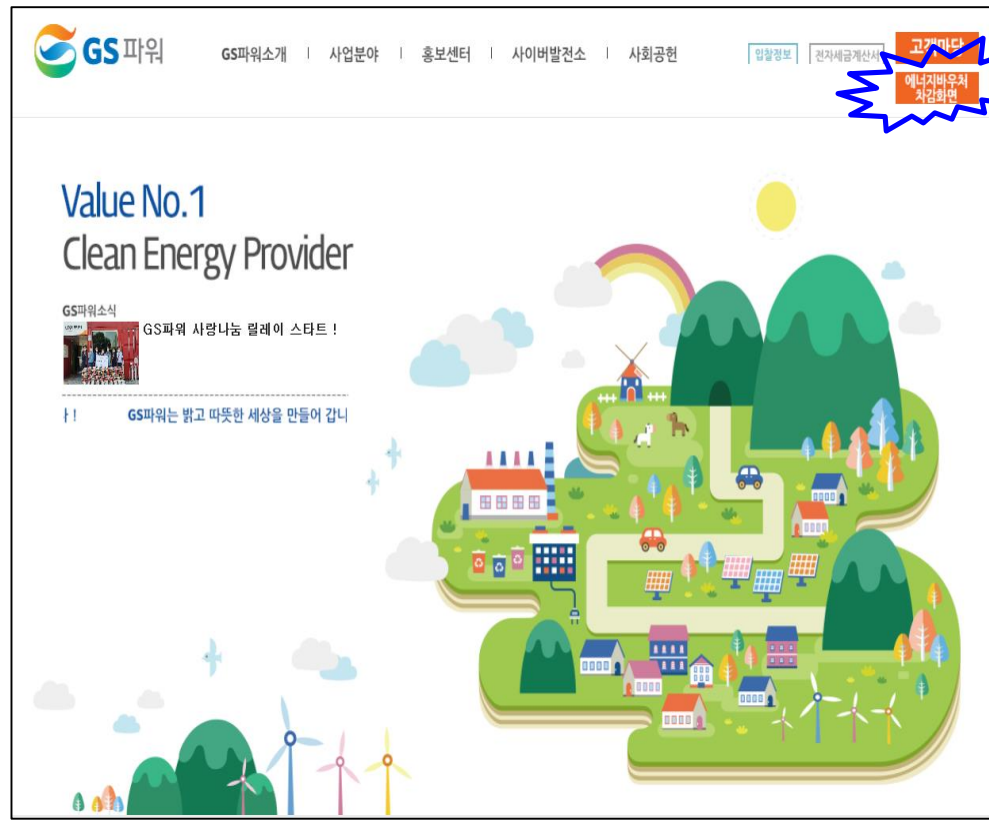 GS파워
GS파워소개 | 사업분야 | 홍보센터 | 사이버발전소 | 사회공헌
입찰정보 전자세금계산서 고객마당
에너지바우처
차감화면
Value No.1
Clean Energy Provider
GS파워소식
GS파워 사랑나눔 릴레이 스타트 !
다 ! GS파워는 밝고 따뜻한 세상을 만들어 갑니